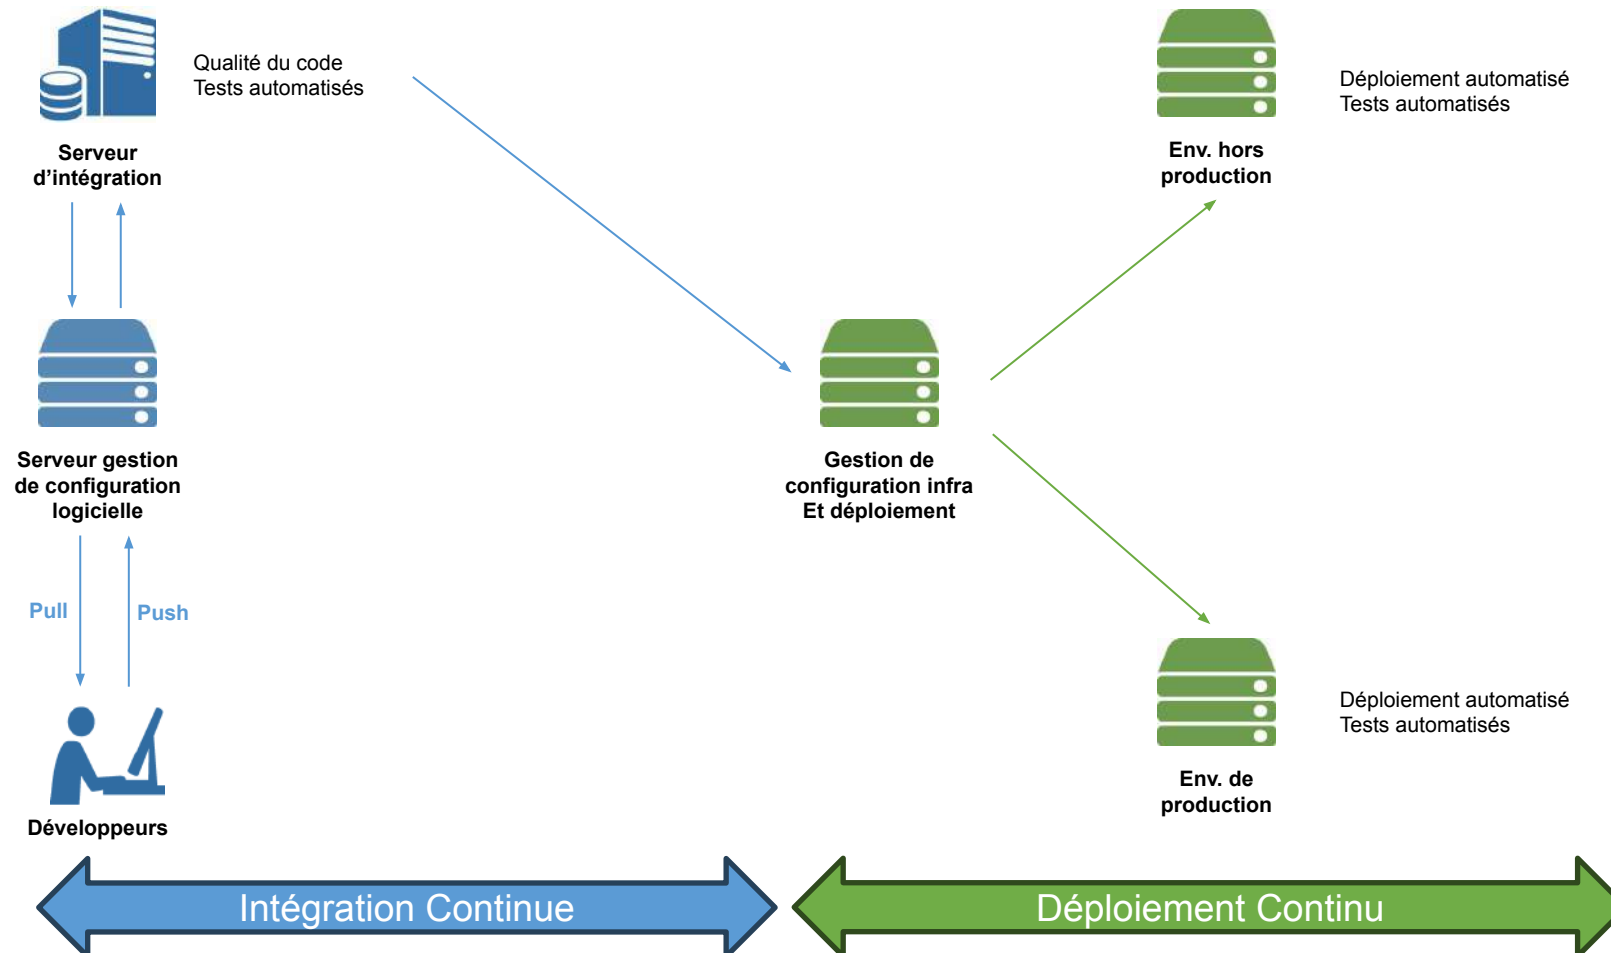 Qualité du code
Tests automatisés
Serveur
d’intégration
Serveur gestion
de configuration
logicielle
Pull
Push
Développeurs
Gestion de
configuration infra
Et déploiement
Env. hors
production
Déploiement automatisé
Tests automatisés
Env. de
production
Déploiement automatisé
Tests automatisés
Intégration Continue
Déploiement Continu